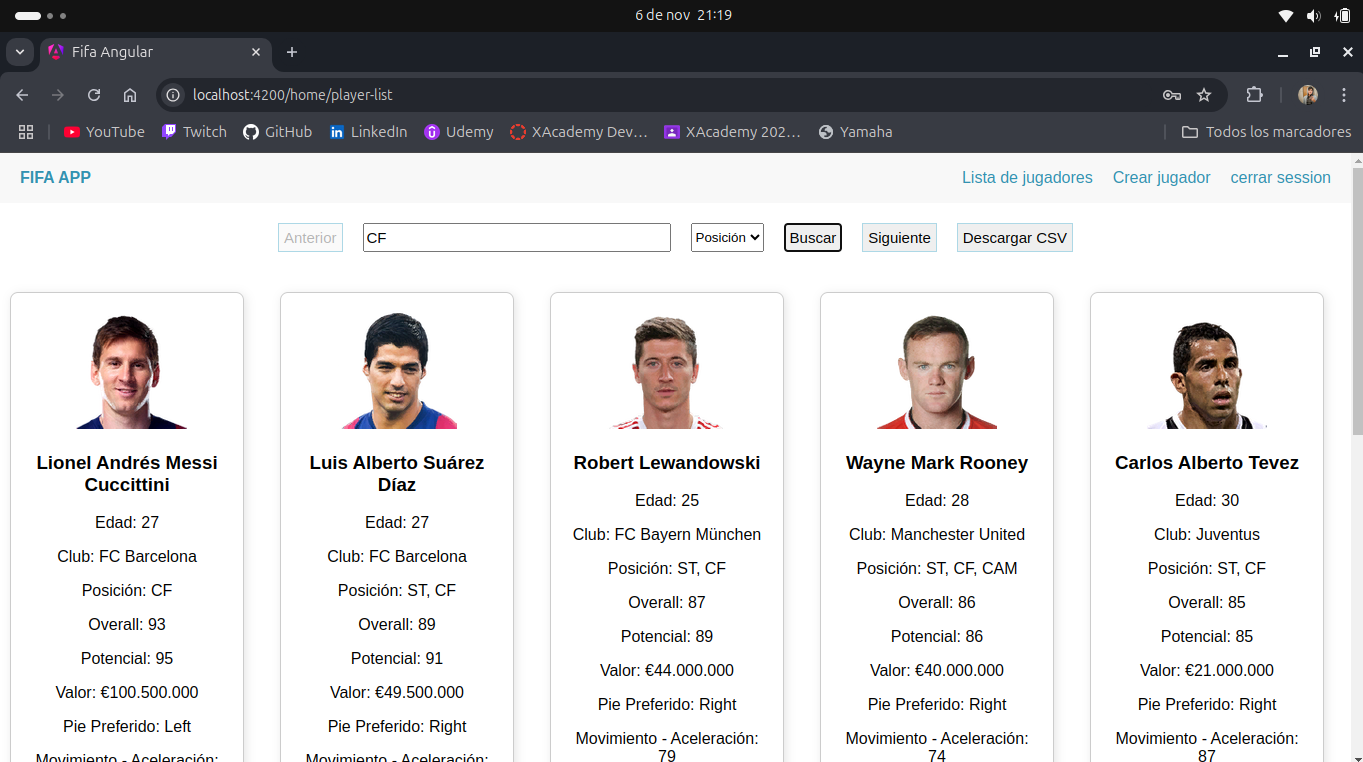 6 de nov 21:19
Fifa Angular
localhost:4200/home/player-list
YouTube Twitch GitHub LinkedIn Udemy XAcademy Dev… XAcademy 202… Yamaha Todos los marcadores
FIFA APP Lista de jugadores Crear jugador cerrar session
Anterior CF Posición Buscar Siguiente Descargar CSV
Lionel Andrés Messi
Cuccittini
Edad: 27
Club: FC Barcelona
Posición: CF
Overall: 93
Potencial: 95
Valor: €100.500.000
Pie Preferido: Left
Movimiento - Aceleración:
Luis Alberto Suárez
Díaz
Edad: 27
Club: FC Barcelona
Posición: ST, CF
Overall: 89
Potencial: 91
Valor: €49.500.000
Pie Preferido: Right
Movimiento - Aceleración:
Robert Lewandowski
Edad: 25
Club: FC Bayern München
Posición: ST, CF
Overall: 87
Potencial: 89
Valor: €44.000.000
Pie Preferido: Right
Movimiento - Aceleración:
79
Wayne Mark Rooney
Edad: 28
Club: Manchester United
Posición: ST, CF, CAM
Overall: 86
Potencial: 86
Valor: €40.000.000
Pie Preferido: Right
Movimiento - Aceleración:
74
Carlos Alberto Tevez
Edad: 30
Club: Juventus
Posición: ST, CF
Overall: 85
Potencial: 85
Valor: €21.000.000
Pie Preferido: Right
Movimiento - Aceleración:
87